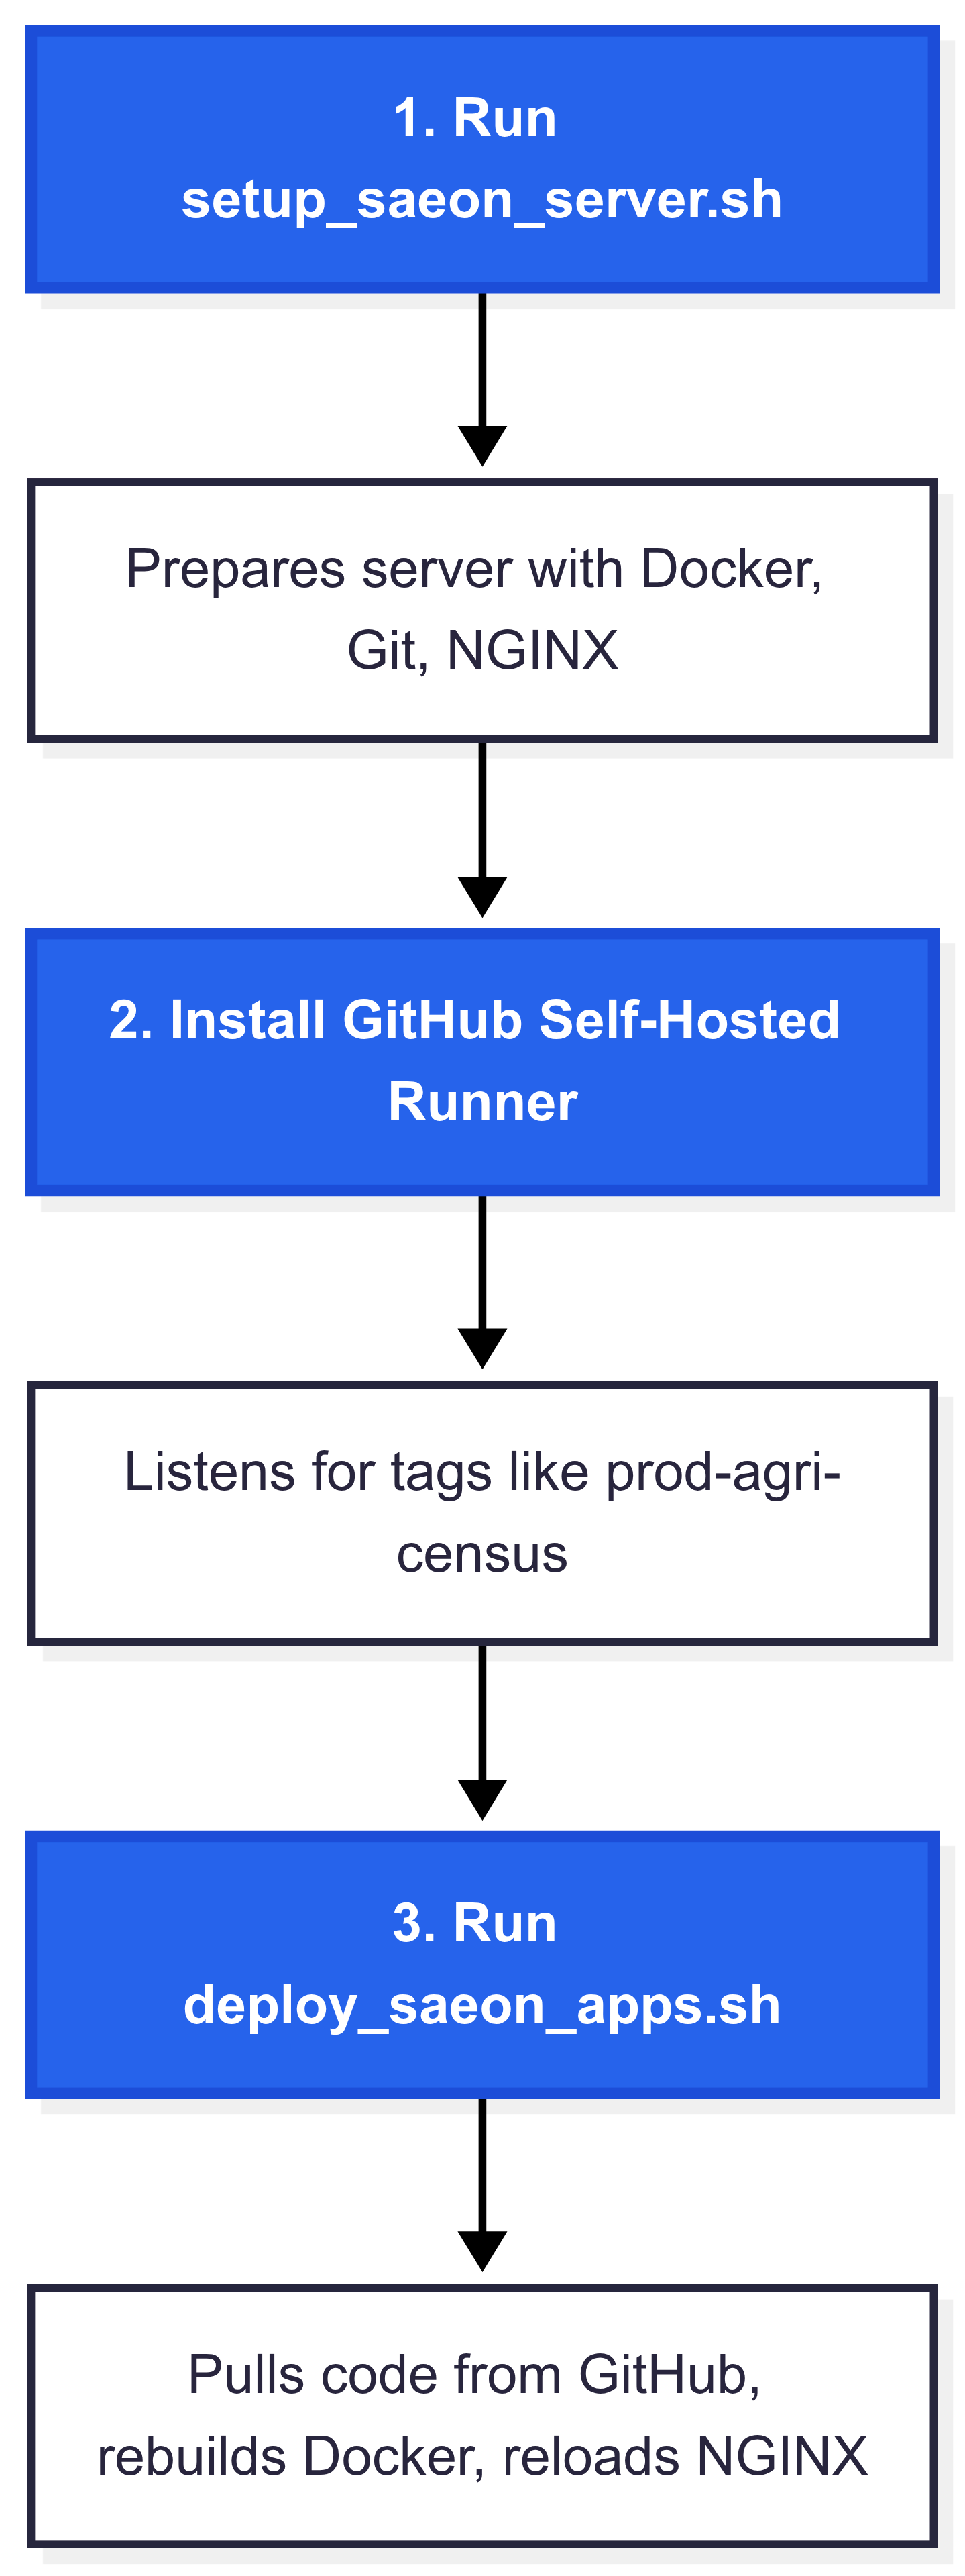 1. Run
setup_saeon_server.sh
Prepares server with Docker,
Git, NGINX
2. Install GitHub Self-Hosted
Runner
Listens for tags like prod-agri-
census
3. Run
deploy_saeon_apps.sh
Pulls code from GitHub,
rebuilds Docker, reloads NGINX